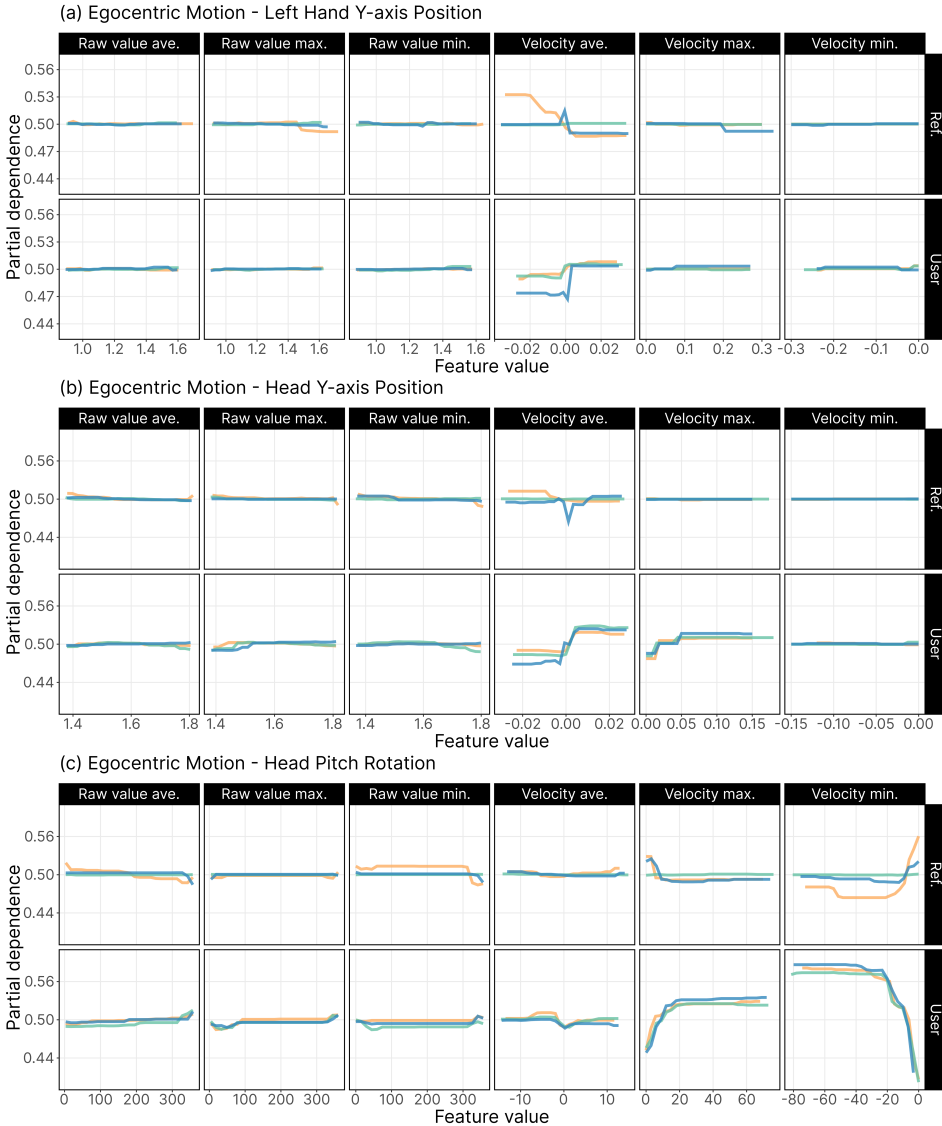 (a) Egocentric Motion - Left Hand Y-axis Position
Raw value ave. Raw value max. Raw value min. Velocity ave. Velocity max. Velocity min.
0.56
0.53
0.50
0.47
0.44
Ref.
0.56
0.53
0.50
0.47
0.44
User
Partial dependence
1.0 1.2 1.4 1.6 1.0 1.2 1.4 1.6 1.0 1.2 1.4 1.6 -0.02 0.00 0.02 0.0 0.1 0.2 0.3 -0.3 -0.2 -0.1 0.0
Feature value
(b) Egocentric Motion - Head Y-axis Position
Raw value ave. Raw value max. Raw value min. Velocity ave. Velocity max. Velocity min.
0.56
0.50
0.44
Ref.
0.56
0.50
0.44
User
Partial dependence
1.4 1.6 1.8 1.4 1.6 1.8 1.4 1.6 1.8 -0.02 0.00 0.02 0.00 0.05 0.10 0.15 -0.15 -0.10 -0.05 0.00
Feature value
(c) Egocentric Motion - Head Pitch Rotation
Raw value ave. Raw value max. Raw value min. Velocity ave. Velocity max. Velocity min.
0.56
0.50
0.44
Ref.
0.56
0.50
0.44
User
Partial dependence
0 100 200 300 0 100 200 300 0 100 200 300 -10 0 10 0 20 40 60 -80 -60 -40 -20 0
Feature value